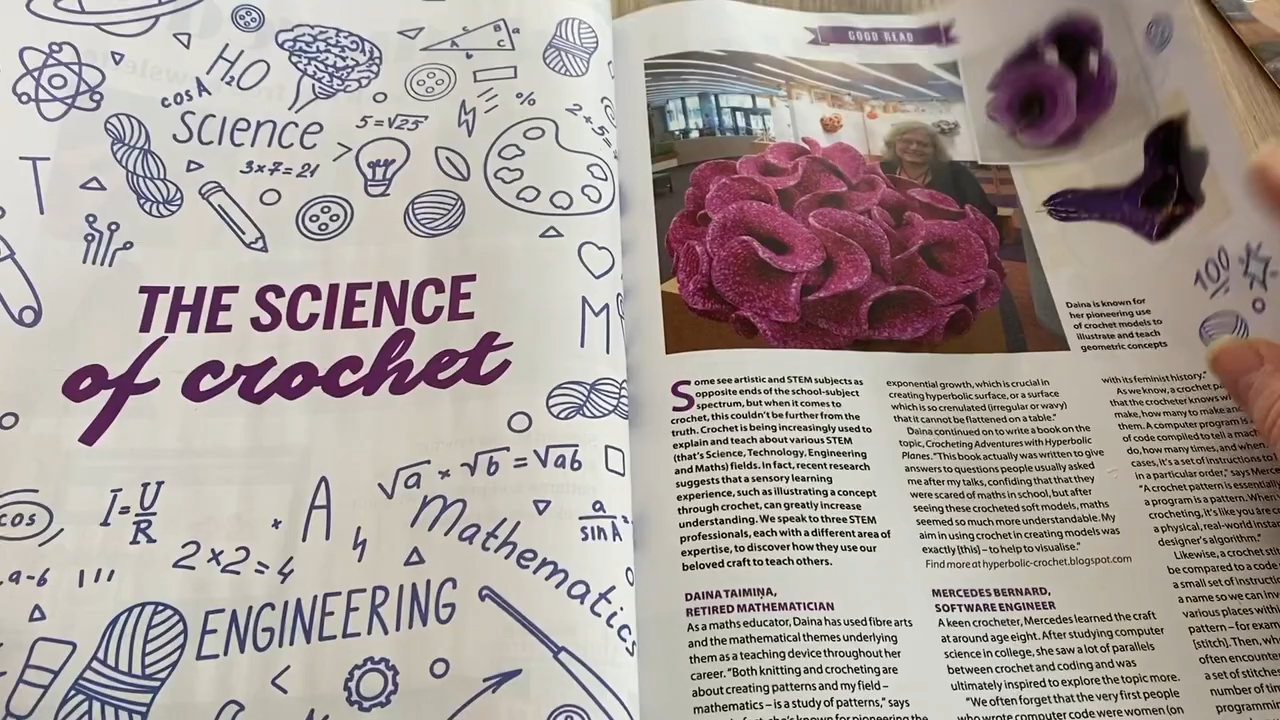 H₂O
cosA
Science
5=√25
3×7=21
>
%
2+5=
c
B
a
A
C
b
T
M
THE SCIENCE
of crochet
√a × √b = √ab
I=U/R
cos
A
Mathematics
a/sinA=
2×2=4
.a-6
ENGINEERING
<
GOOD READ
100
Daina is known for
her pioneering use
of crochet models to
illustrate and teach
geometric concepts
Some see artistic and STEM subjects as
opposite ends of the school-subject
spectrum, but when it comes to
crochet, this couldn't be further from the
truth. Crochet is being increasingly used to
explain and teach about various STEM
(that's Science, Technology, Engineering
and Maths) fields. In fact, recent research
suggests that a sensory learning
experience, such as illustrating a concept
through crochet, can greatly increase
understanding. We speak to three STEM
professionals, each with a different area of
expertise, to discover how they use our
beloved craft to teach others.
DAINA TAIMIŅA,
RETIRED MATHEMATICIAN
As a maths educator, Daina has used fibre arts
and the mathematical themes underlying
them as a teaching device throughout her
career. "Both knitting and crocheting are
about creating patterns and my field –
mathematics – is a study of patterns," says
she's known for pioneering the
exponential growth, which is crucial in
creating hyperbolic surface, or a surface
which is so crenulated (irregular or wavy)
that it cannot be flattened on a table."
Daina continued on to write a book on the
topic, Crocheting Adventures with Hyperbolic
Planes. "This book actually was written to give
answers to questions people usually asked
me after my talks, confiding that that they
were scared of maths in school, but after
seeing these crocheted soft models, maths
seemed so much more understandable. My
aim in using crochet in creating models was
exactly [this] – to help to visualise."
Find more at hyperbolic-crochet.blogspot.com
MERCEDES BERNARD,
SOFTWARE ENGINEER
A keen crocheter, Mercedes learned the craft
at around age eight. After studying computer
science in college, she saw a lot of parallels
between crochet and coding and was
ultimately inspired to explore the topic more.
"We often forget that the very first people
who wrote computer code were women (on
with its feminist history."
As we know, a crochet
that the crocheter knows
make, how many to make and
them. A computer program is
of code compiled to tell a
do, how many times, and when.
cases, it's a set of instructions to
in a particular order," says
"A crochet pattern is essentially
a program is a pattern. When
crocheting, it's like you are
a physical, real-world
designer's algorithm."
Likewise, a crochet
be compared to a code
a small set of
a name so we can
various places with
pattern – for
[stitch]. Then,
often encounter
a set of stitches
number of